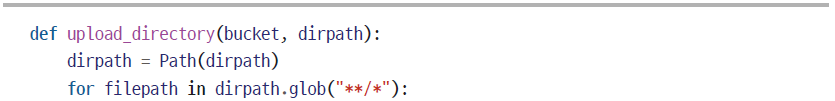 def upload_directory(bucket, dirpath):
    dirpath = Path(dirpath)
    for filepath in dirpath.glob("**/*"):